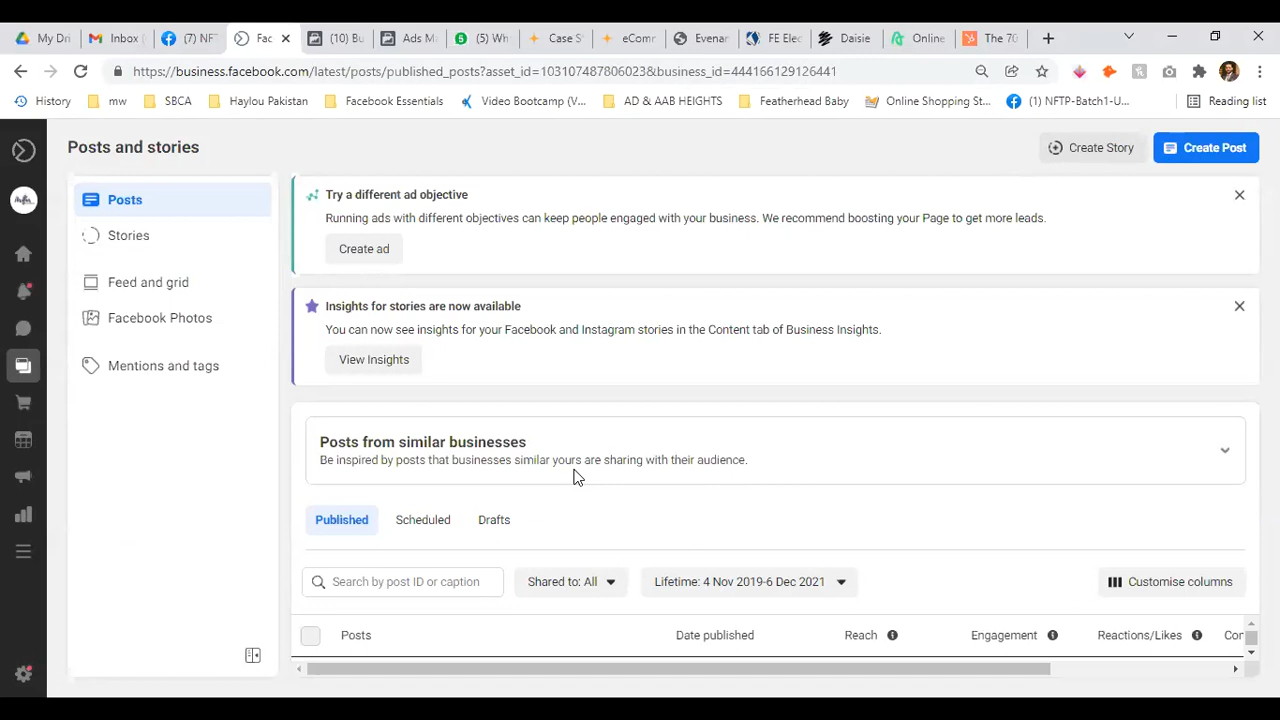 My Dri
Inbox (
(7) NFT
Fac
(10) Bu
Ads Ma
(5) Wh
Case S
eComm
Evenar
FE Elec
Daisie
Online
The 70
https://business.facebook.com/latest/posts/published_posts?asset_id=103107487806023&business_id=444166129126441
History
mw
SBCA
Haylou Pakistan
Facebook Essentials
Video Bootcamp (V...
AD & AAB HEIGHTS
Featherhead Baby
Online Shopping St...
(1) NFTP-Batch1-U...
Reading list
Posts and stories
Create Story
Create Post
Posts
Stories
Feed and grid
Facebook Photos
Mentions and tags
Try a different ad objective
Running ads with different objectives can keep people engaged with your business. We recommend boosting your Page to get more leads.
Create ad
Insights for stories are now available
You can now see insights for your Facebook and Instagram stories in the Content tab of Business Insights.
View Insights
Posts from similar businesses
Be inspired by posts that businesses similar yours are sharing with their audience.
Published
Scheduled
Drafts
Search by post ID or caption
Shared to: All
Lifetime: 4 Nov 2019-6 Dec 2021
Customise columns
Posts
Date published
Reach
Engagement
Reactions/Likes
Cor